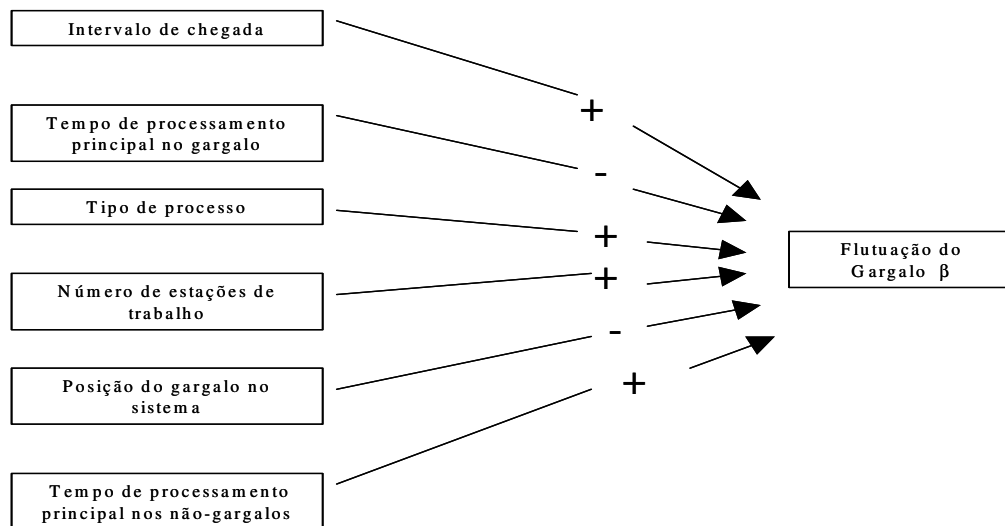 Intervalo de chegada
+
Tempo de processamento
principal no gargalo
-
Tipo de processo
+
Flutuação do
Gargalo β
Número de estações de
trabalho
+
-
Posição do gargalo no
sistema
+
Tempo de processamento
principal nos não-gargalos